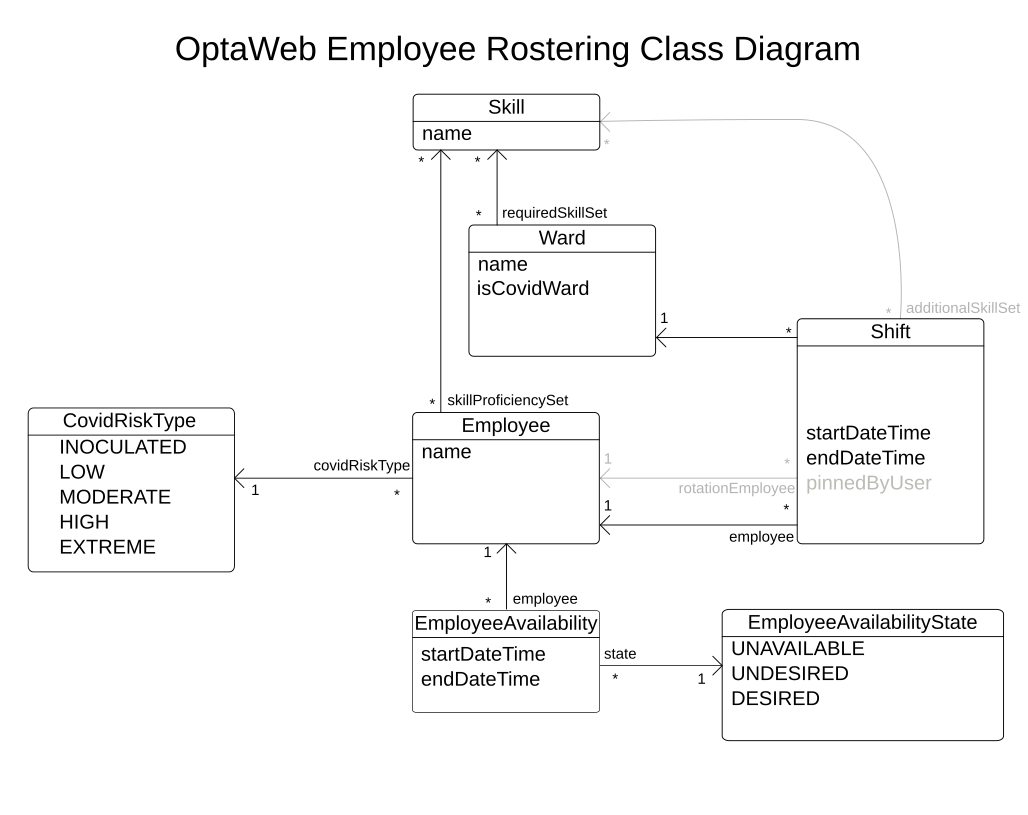 OptaWeb Employee Rostering Class Diagram
Skill
name
*
*
*
* requiredSkillSet
Ward
name
isCovidWard
* additionalSkillSet
1
*
Shift
startDateTime
endDateTime
pinnedByUser
* skillProficiencySet
Employee
name
CovidRiskType
INOCULATED
LOW
MODERATE
HIGH
EXTREME
covidRiskType
1
*
1
*
rotationEmployee
1
*
employee
1
* employee
EmployeeAvailability
startDateTime
endDateTime
state
*
1
EmployeeAvailabilityState
UNAVAILABLE
UNDESIRED
DESIRED